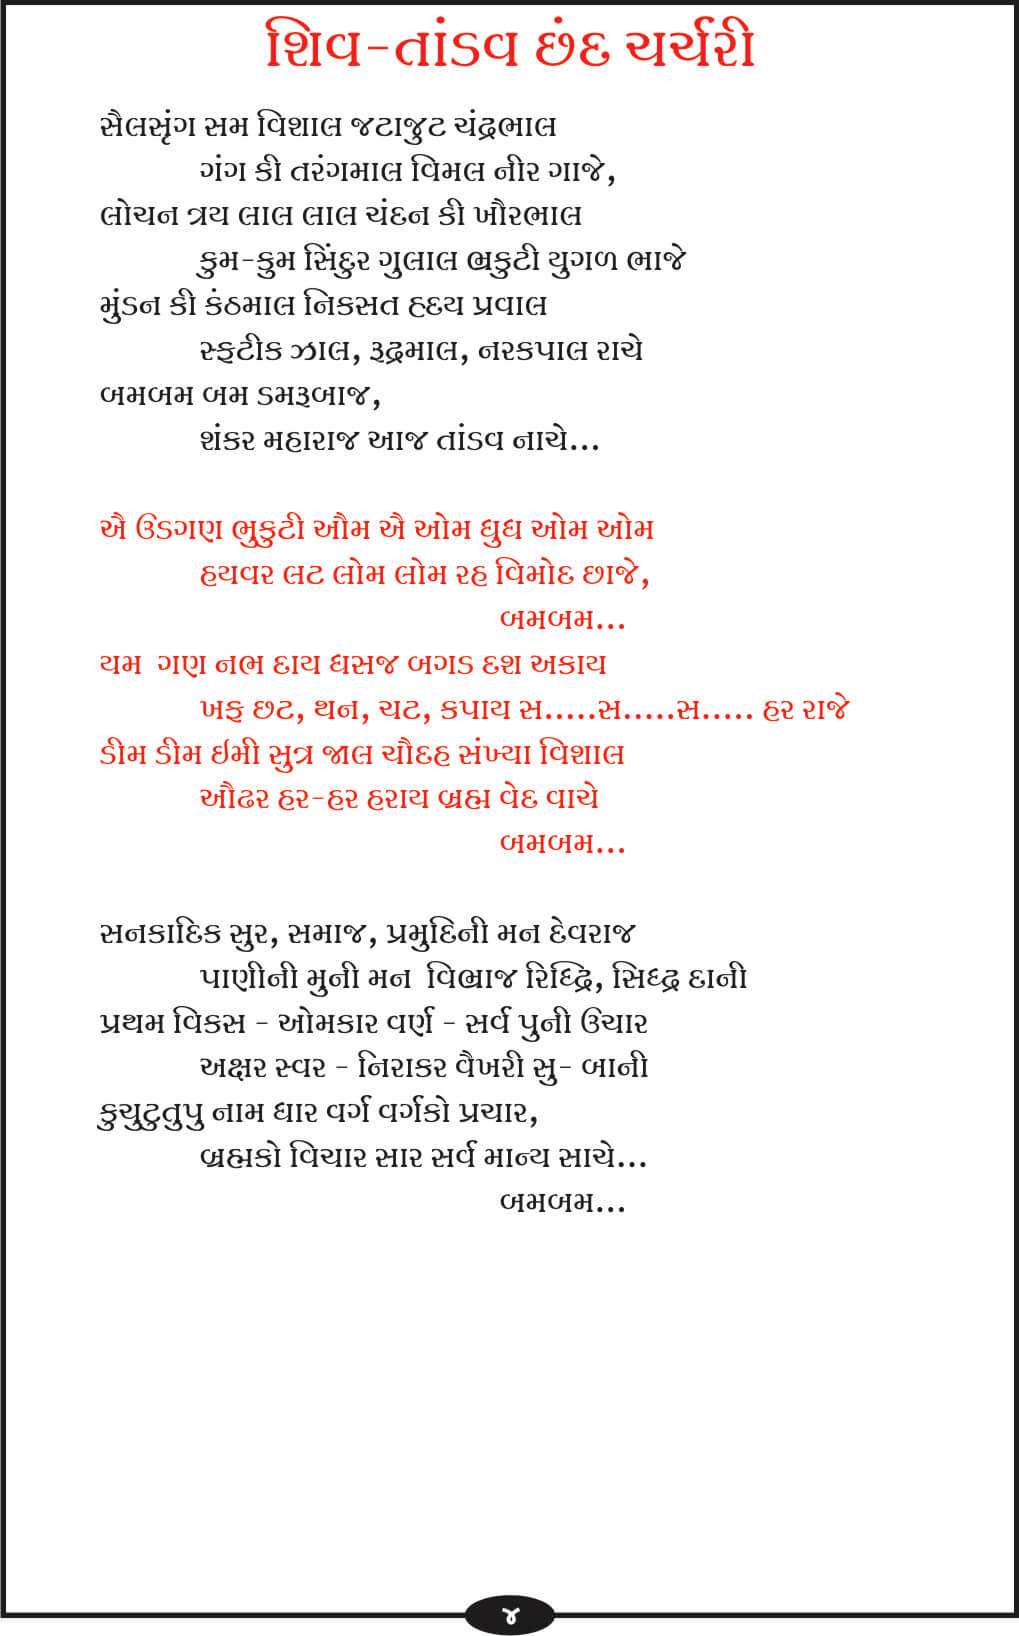 શિવ-તાંડવ છંદ ચર્ચરી
સૈલસૃંગ સમ વિશાલ જટાજુટ ચંદ્રભાલ
ગંગ કી તરંગમાલ વિમલ નીર ગાજે,
લોચન ત્રય લાલ લાલ ચંદન કી ખૌરભાલ
કુમ-કુમ સિંદુર ગુલાલ ભ્રકુટી યુગળ ભાજે
મુંડન કી કંઠમાલ નિકસત હૃદય પ્રવાલ
સ્ફટીક ઝાલ, રૂદ્રમાલ, નરકપાલ રાચે
બમબમ બમ ડમરૂબાજ,
શંકર મહારાજ આજ તાંડવ નાચે...
ઐ ઉડગણ ભુકુટી ઔમ ઐ ઓમ ધુધ ઓમ ઓમ
હયવર લટ લોમ લોમ રહ વિમોદ છાજે,
બમબમ...
યમ ગણ નભ દાય ધસજ બગડ દશ અકાય
ખફ છટ, થન, ચટ, કપાય સ.....સ.....સ..... હર રાજે
ડીમ ડીમ ઈમી સુત્ર જાલ ચૌદહ સંખ્યા વિશાલ
ઔઢર હર-હર હરાય બ્રહ્મ વેદ વાચે
બમબમ...
સનકાદિક સુર, સમાજ, પ્રમુદિની મન દેવરાજ
પાણીની મુની મન વિભ્રાજ રિધ્દ્રિ, સિધ્દ્ર દાની
પ્રથમ વિકસ - ઓમકાર વર્ણ - સર્વ પુની ઉચાર
અક્ષર સ્વર - નિરાકર વૈખરી સુ- બાની
કુચુટુતુપુ નામ ધાર વર્ગ વર્ગકો પ્રચાર,
બ્રહ્મકો વિચાર સાર સર્વ માન્ય સાચે...
બમબમ...
૪